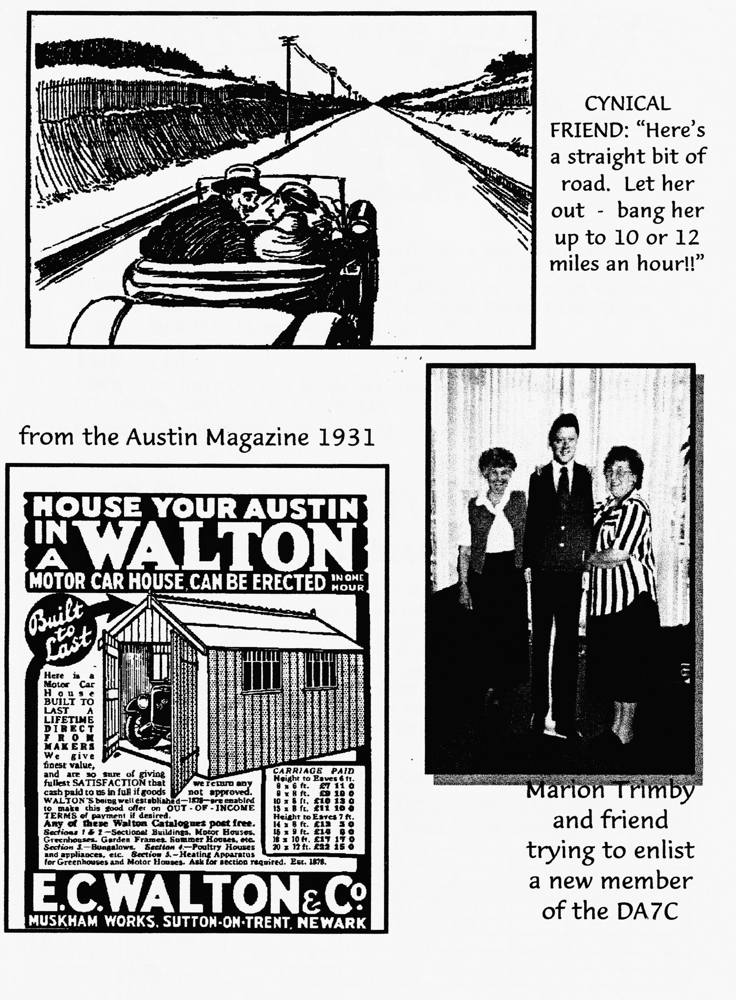 CYNICAL
FRIEND: “Here’s
a straight bit of
road. Let her
out - bang her
up to 10 or 12
miles an hour!!”
from the Austin Magazine 1931
HOUSE YOUR AUSTIN
IN
A WALTON
MOTOR CAR HOUSE, CAN BE ERECTED IN ONE
HOUR
Built
to
Last
Here is a
Motor Car
House
BUILT TO
LAST A
LIFETIME
DIRECT
FROM
MAKERS
We give
finest value,
and are so sure of giving
fullest SATISFACTION that we return any
cash paid to us in full if goods not approved.
WALTON'S being well established—1878—are enabled
to make this good offer on OUT-OF-INCOME
TERMS of payment if desired.
Any of these Walton Catalogues post free.
Sections 1 & 2—Sectional Buildings, Motor Houses,
Greenhouses, Garden Frames, Summer Houses, etc.
Section 3.—Bungalows. Section 4.—Poultry Houses
and appliances, etc. Section 5.—Heating Apparatus
for Greenhouses and Motor Houses. Ask for section required. Est. 1878.
CARRIAGE PAID
Height to Eaves 6 ft.
8 x 6 ft. £7 11 0
x 8 ft. £9 10 0
10 x 8 ft. £10 13 0
x 8 ft. £11 10 0
Height to Eaves 7 ft.
14 x 8 ft. 0
x 9 ft. 0
x 10 ft. £17 17 0
20 x 12 ft. £22 15 0
E.C. WALTON & Co.
MUSKHAM WORKS, SUTTON-ON-TRENT, NEWARK
Marion Trimby
and friend
trying to enlist
a new member
of the DA7C